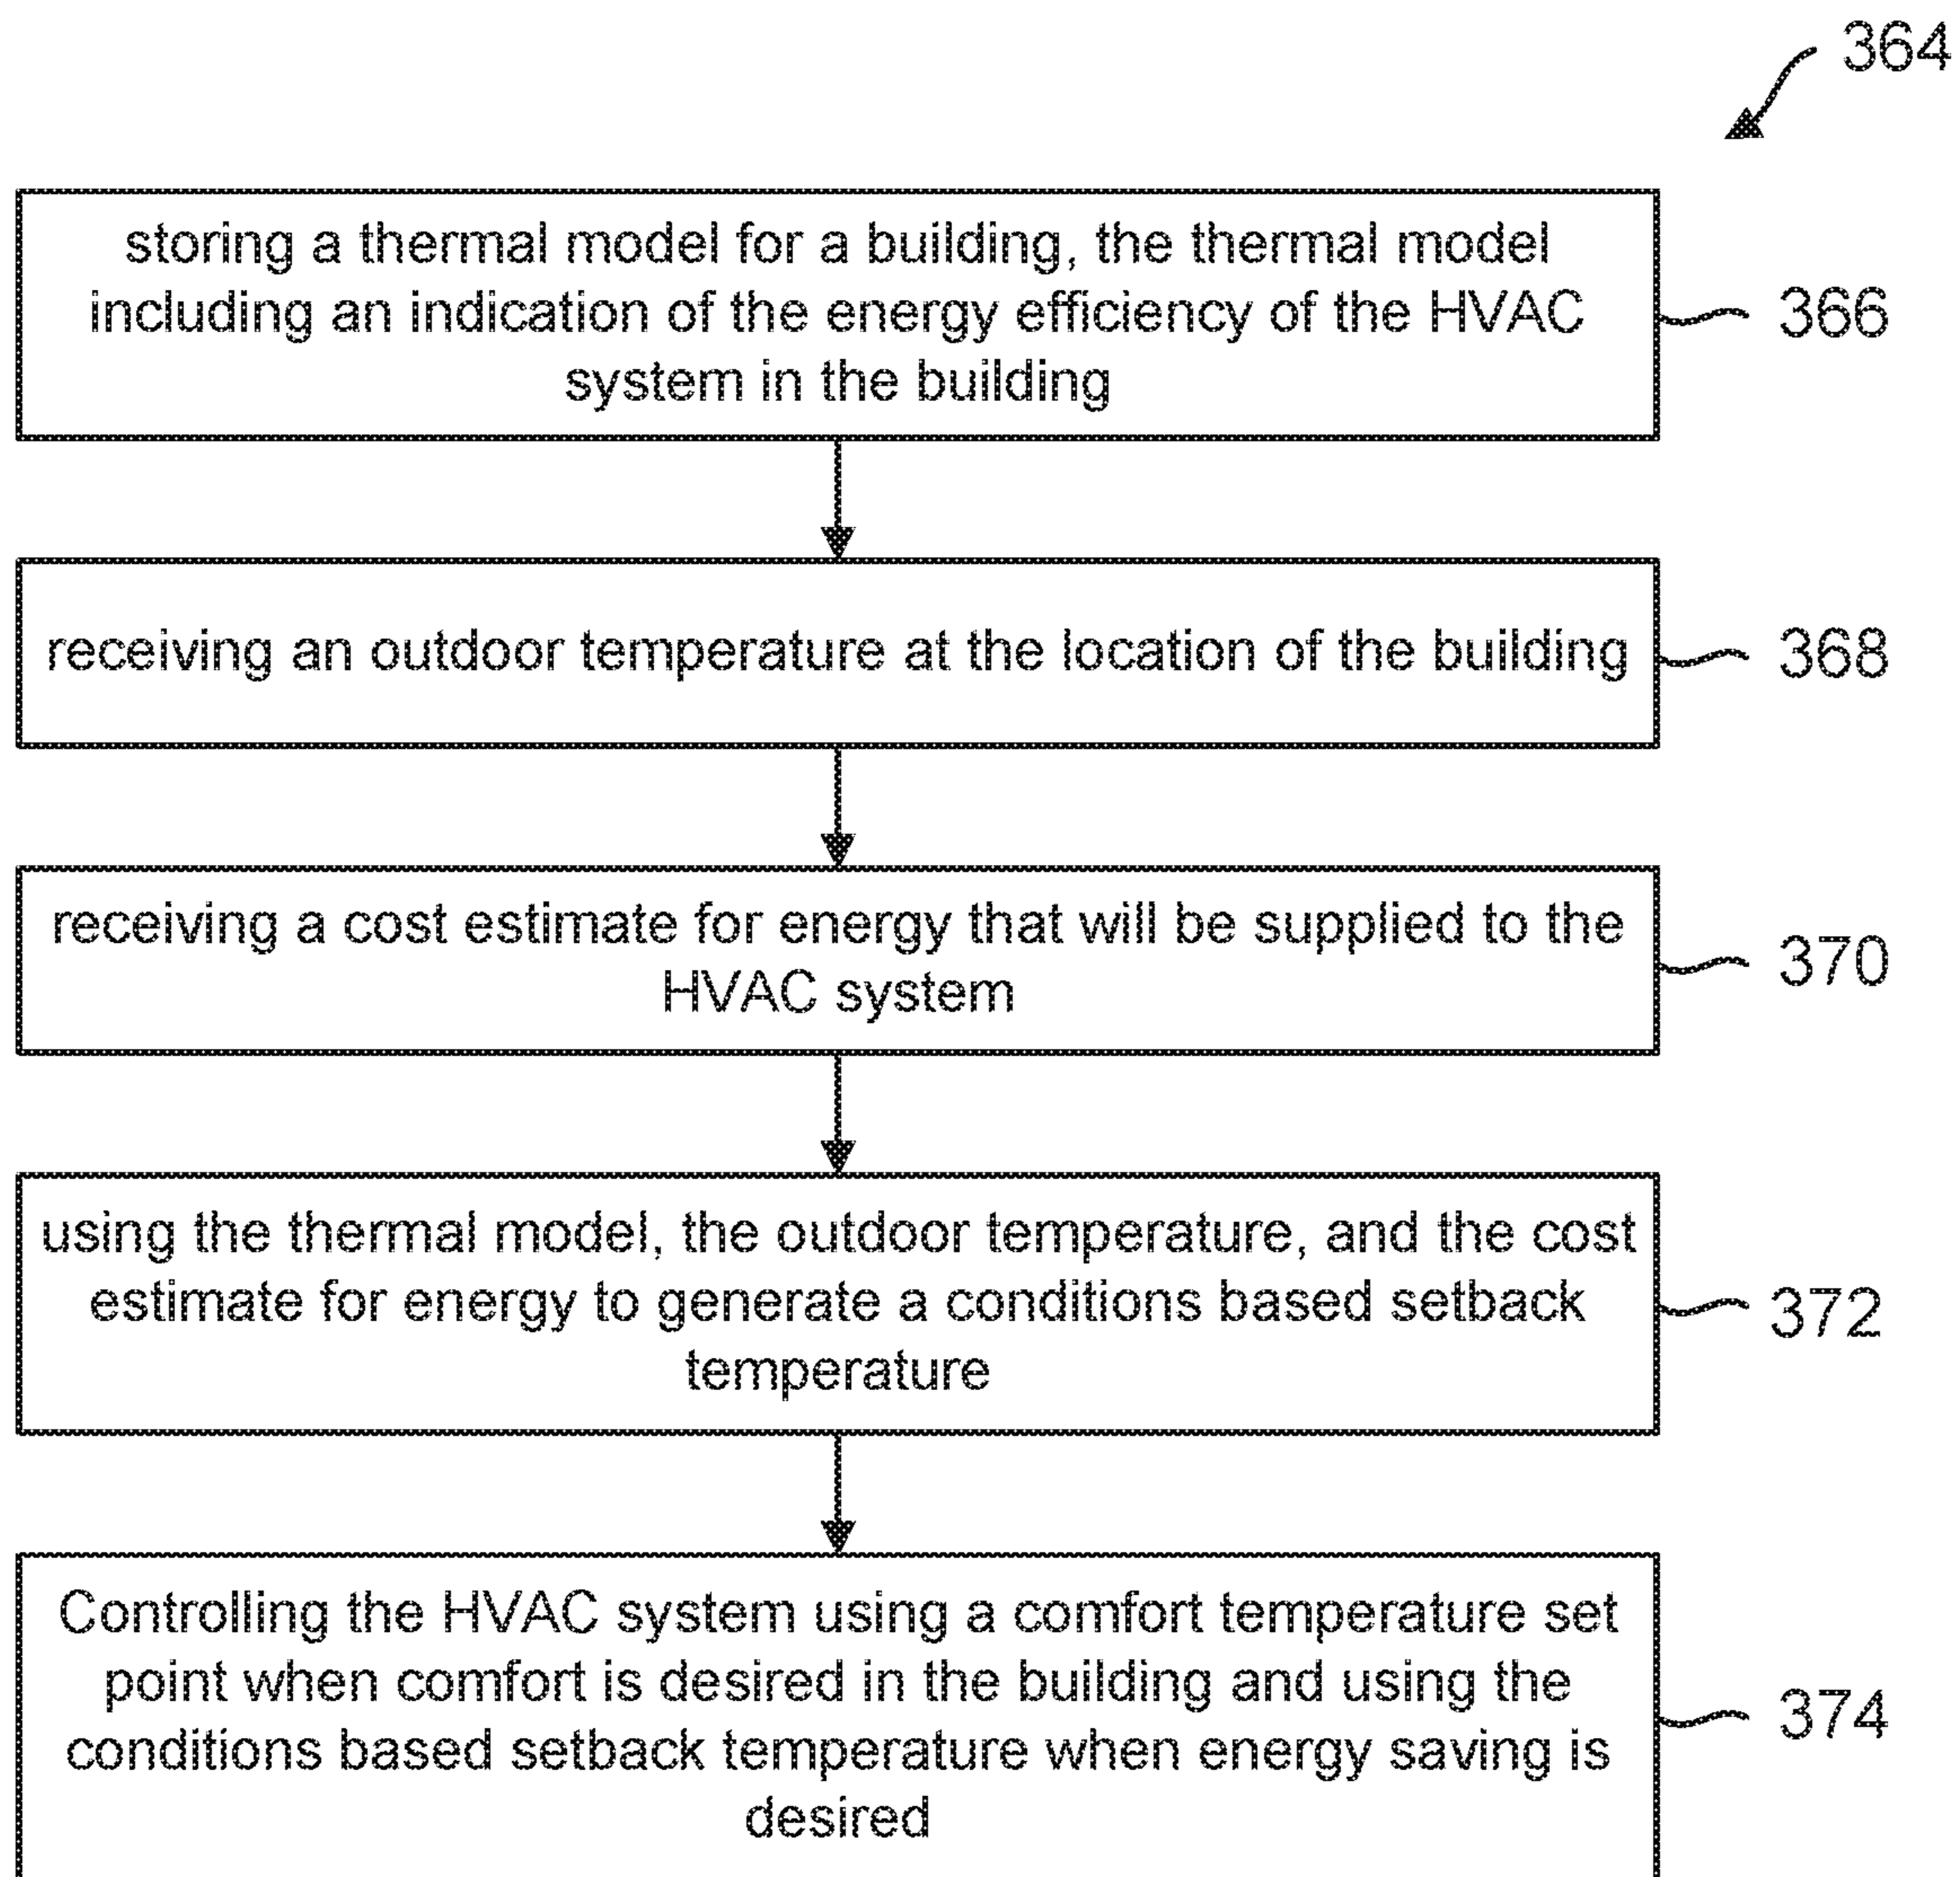 364
storing a thermal model for a building, the thermal model
including an indication of the energy efficiency of the HVAC
system in the building
366
receiving an outdoor temperature at the location of the building
368
receiving a cost estimate for energy that will be supplied to the
HVAC system
370
using the thermal model, the outdoor temperature, and the cost
estimate for energy to generate a conditions based setback
temperature
372
Controlling the HVAC system using a comfort temperature set
point when comfort is desired in the building and using the
conditions based setback temperature when energy saving is
desired
374